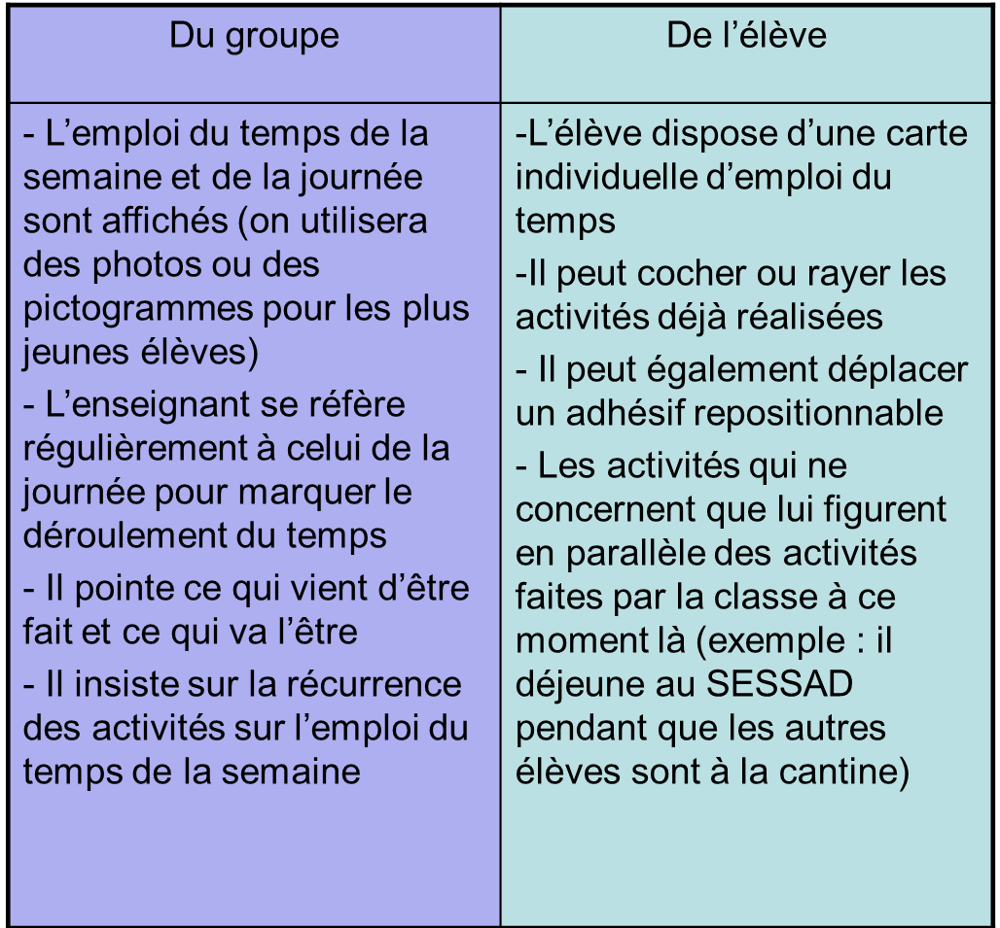 Du groupe
De l’élève
- L’emploi du temps de la
semaine et de la journée
sont affichés (on utilisera
des photos ou des
pictogrammes pour les plus
jeunes élèves)
- L’enseignant se réfère
régulièrement à celui de la
journée pour marquer le
déroulement du temps
- Il pointe ce qui vient d’être
fait et ce qui va l’être
- Il insiste sur la récurrence
des activités sur l’emploi du
temps de la semaine
-L’élève dispose d’une carte
individuelle d’emploi du
temps
-Il peut cocher ou rayer les
activités déjà réalisées
- Il peut également déplacer
un adhésif repositionnable
- Les activités qui ne
concernent que lui figurent
en parallèle des activités
faites par la classe à ce
moment là (exemple : il
déjeune au SESSAD
pendant que les autres
élèves sont à la cantine)